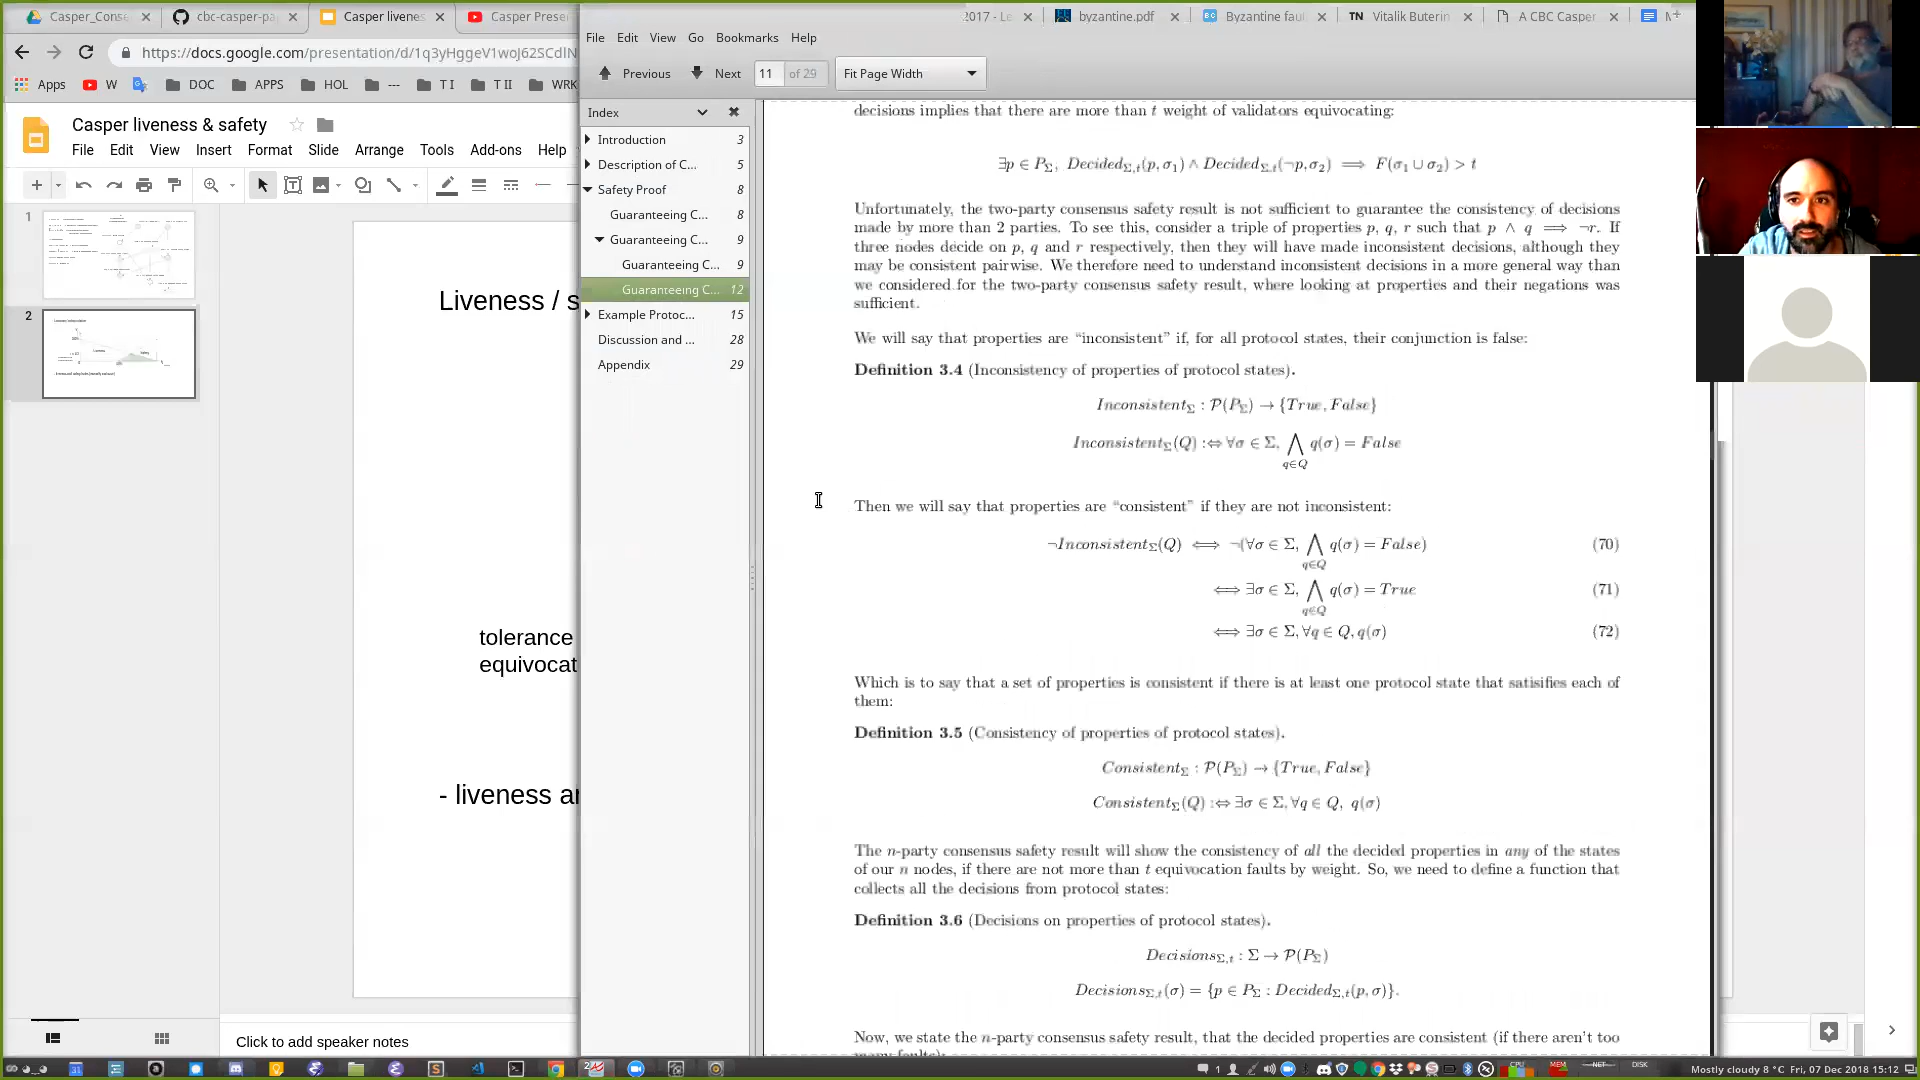 Casper_Cons
cbc-casper-pa
Casper livenes
Casper Presen
https://docs.google.com/presentation/d/1q3yHggeV1woJ62SCdlN
Apps
W
DOC
APPS
HOL
---
T I
T II
WRK
Casper liveness & safety
File Edit View Insert Format Slide Arrange Tools Add-ons Help
1
2
Liveness / s
tolerance
equivocat
- liveness ar
Click to add speaker notes
2017 - Le
byzantine.pdf
Byzantine faul
TN Vitalik Buterin
A CBC Casper
File Edit View Go Bookmarks Help
Previous Next 11 of 29 Fit Page Width
Index
Introduction 3
Description of C... 5
Safety Proof 8
Guaranteeing C... 8
Guaranteeing C... 9
Guaranteeing C... 9
Guaranteeing C... 12
Example Protoc... 15
Discussion and ... 28
Appendix 29
decisions implies that there are more than t weight of validators equivocating:
∃p ∈ P_Σ, Decided_Σ,t(p, σ₁) ∧ Decided_Σ,t(¬p, σ₂) ⟹ F(σ₁ ∪ σ₂) > t
Unfortunately, the two-party consensus safety result is not sufficient to guarantee the consistency of decisions
made by more than 2 parties. To see this, consider a triple of properties p, q, r such that p ∧ q ⟹ ¬r. If
three nodes decide on p, q and r respectively, then they will have made inconsistent decisions, although they
may be consistent pairwise. We therefore need to understand inconsistent decisions in a more general way than
we considered for the two-party consensus safety result, where looking at properties and their negations was
sufficient.
We will say that properties are “inconsistent” if, for all protocol states, their conjunction is false:
Definition 3.4 (Inconsistency of properties of protocol states).
Inconsistent_Σ : P(P_Σ) → {True, False}
Inconsistent_Σ(Q) :⇔ ∀σ ∈ Σ, ⋀ q(σ) = False
q∈Q
Then we will say that properties are “consistent” if they are not inconsistent:
¬Inconsistent_Σ(Q) ⟺ ¬(∀σ ∈ Σ, ⋀ q(σ) = False) (70)
q∈Q
⟺ ∃σ ∈ Σ, ⋀ q(σ) = True (71)
q∈Q
⟺ ∃σ ∈ Σ, ∀q ∈ Q, q(σ) (72)
Which is to say that a set of properties is consistent if there is at least one protocol state that satisifies each of
them:
Definition 3.5 (Consistency of properties of protocol states).
Consistent_Σ : P(P_Σ) → {True, False}
Consistent_Σ(Q) :⇔ ∃σ ∈ Σ, ∀q ∈ Q, q(σ)
The n-party consensus safety result will show the consistency of all the decided properties in any of the states
of our n nodes, if there are not more than t equivocation faults by weight. So, we need to define a function that
collects all the decisions from protocol states:
Definition 3.6 (Decisions on properties of protocol states).
Decisions_Σ,t : Σ → P(P_Σ)
Decisions_Σ,t(σ) = {p ∈ P_Σ : Decided_Σ,t(p, σ)}.
Now, we state the n-party consensus safety result, that the decided properties are consistent (if there aren't too
many faults):
1
CPU
MEM
NET
DISK
Mostly cloudy 8 °C Fri, 07 Dec 2018 15:12